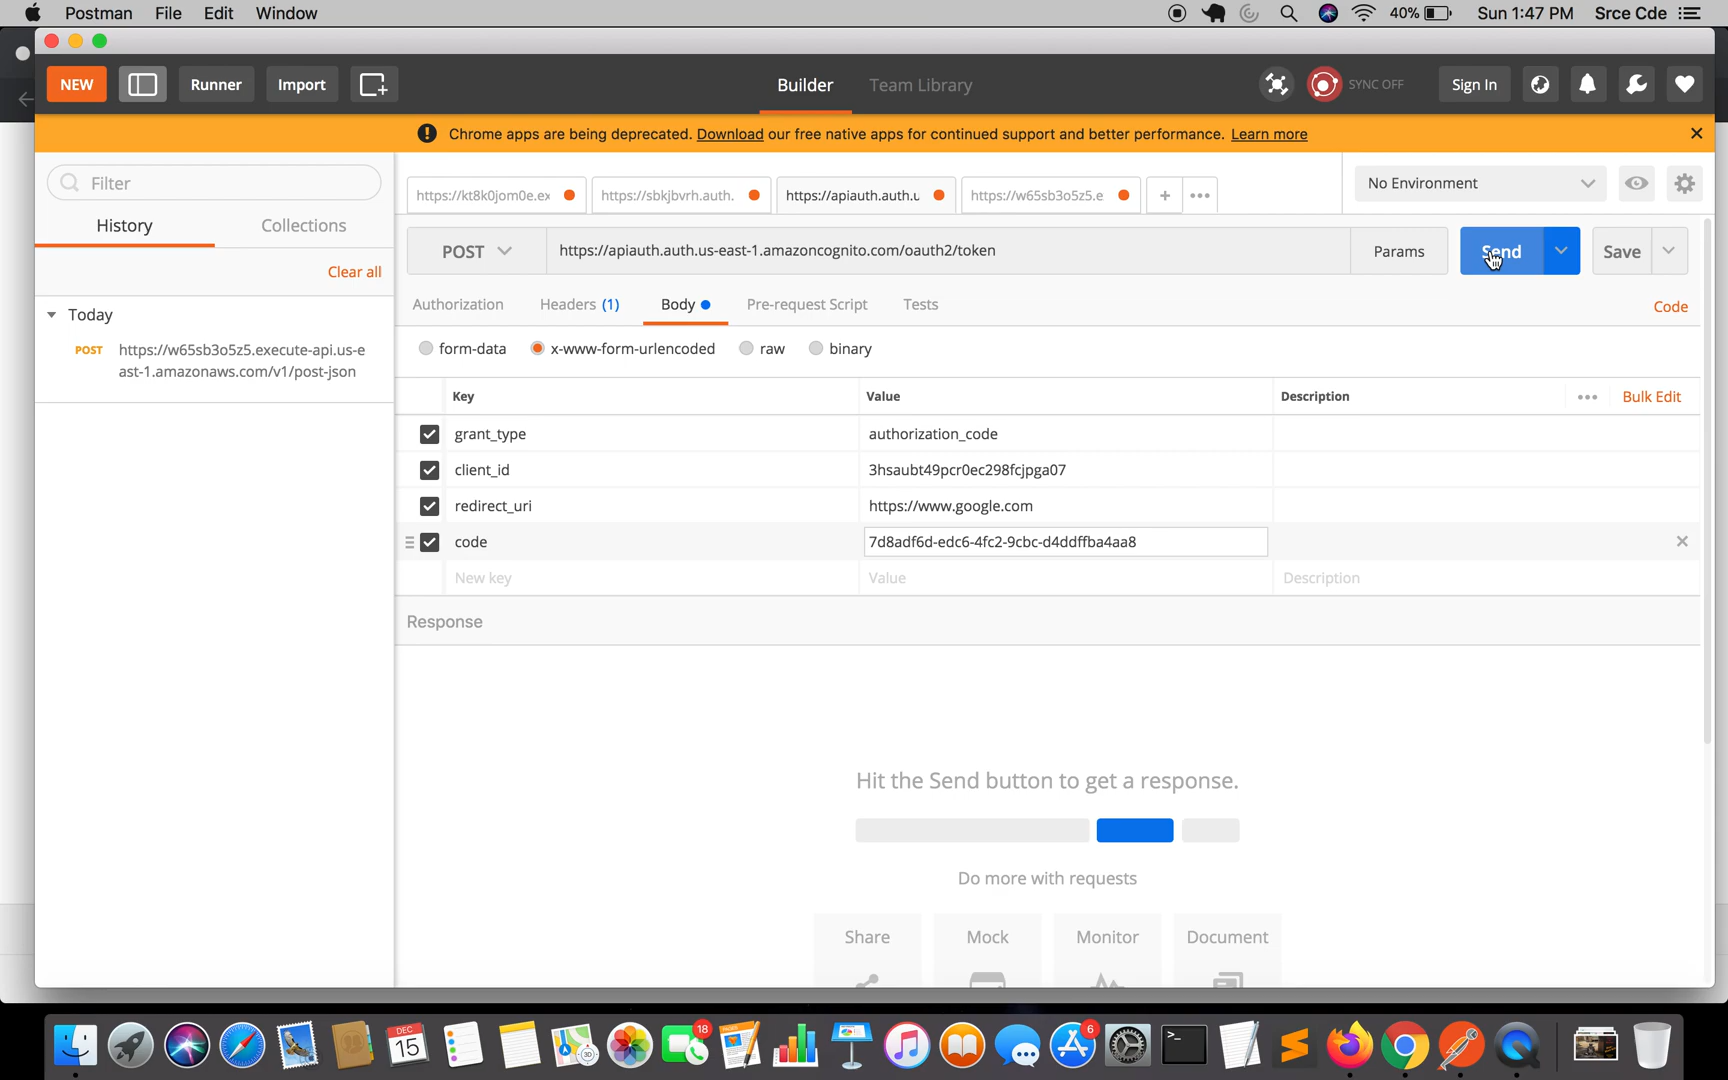 Postman File Edit Window 40% Sun 1:47 PM Srce Cde
NEW Runner Import Builder Team Library SYNC OFF Sign In
Chrome apps are being deprecated. Download our free native apps for continued support and better performance. Learn more
Filter
History Collections
Clear all
Today
POST https://w65sb3o5z5.execute-api.us-e
ast-1.amazonaws.com/v1/post-json
https://kt8k0jom0e.ex https://sbkjbvrh.auth. https://apiauth.auth.u https://w65sb3o5z5.e + No Environment
POST https://apiauth.auth.us-east-1.amazoncognito.com/oauth2/token Params Send Save
Authorization Headers (1) Body Pre-request Script Tests Code
form-data x-www-form-urlencoded raw binary
Key Value Description Bulk Edit
grant_type authorization_code
client_id 3hsaubt49pcr0ec298fcjpga07
redirect_uri https://www.google.com
code 7d8adf6d-edc6-4fc2-9cbc-d4ddffba4aa8
New key Value Description
Response
Hit the Send button to get a response.
Do more with requests
Share Mock Monitor Document
DEC
15
18
6